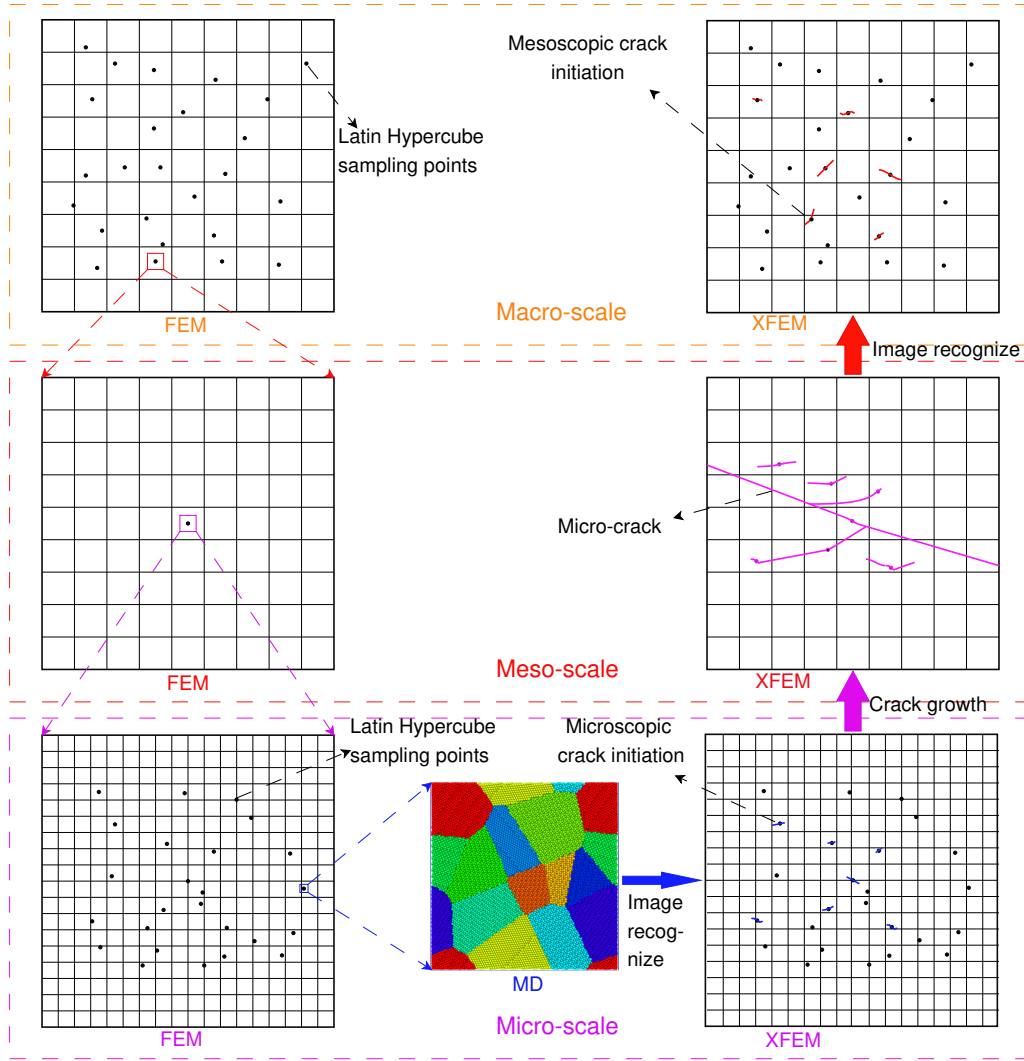 Mesoscopic crack
initiation
Latin Hypercube
sampling points
FEM
Macro-scale
XFEM
Image recognize
Micro-crack
FEM
Meso-scale
XFEM
Crack growth
Latin Hypercube
sampling points
Microscopic
crack initiation
Image
recog-
nize
MD
FEM
Micro-scale
XFEM